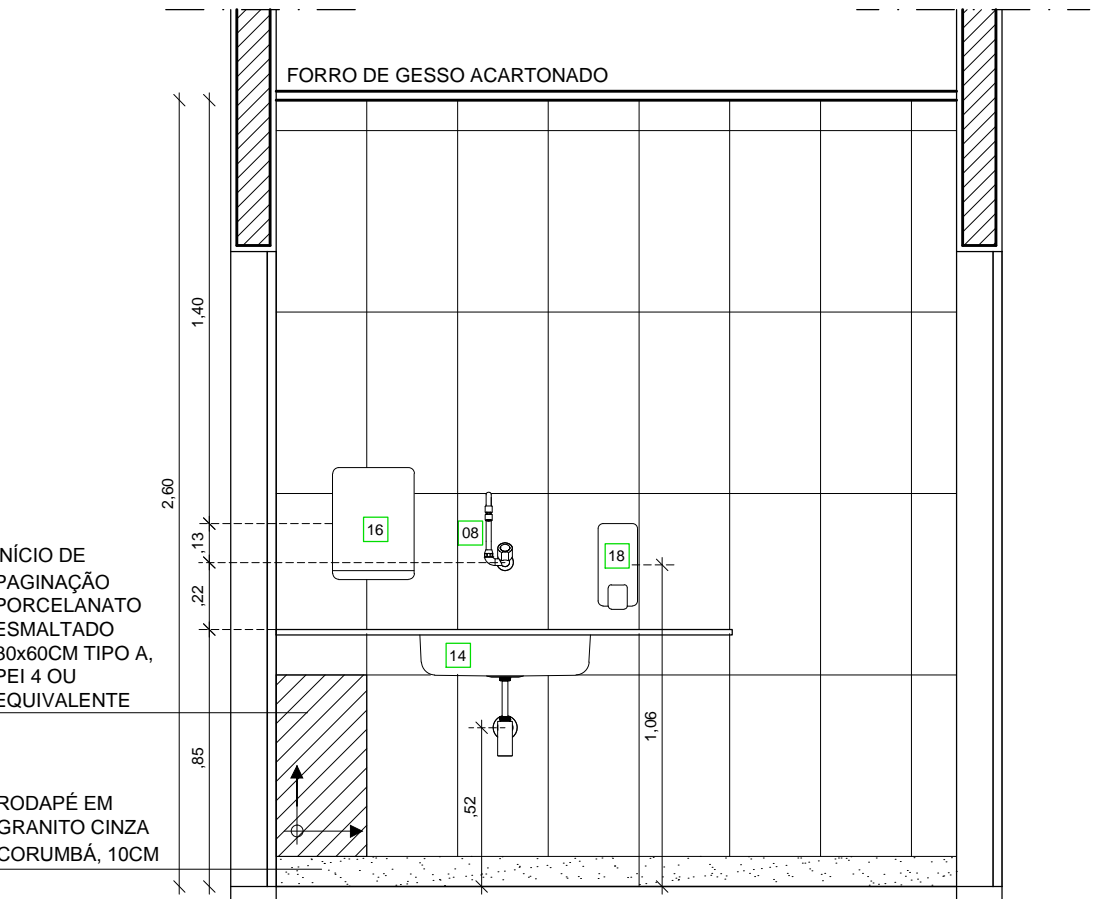 FORRO DE GESSO ACARTONADO
1,40
2,60
,13
,22
,85
16
08
18
14
1,06
,52
NÍCIO DE
PAGINAÇÃO
PORCELANATO
ESMALTADO
30x60CM TIPO A,
PEI 4 OU
EQUIVALENTE
RODAPÉ EM
GRANITO CINZA
CORUMBÁ, 10CM